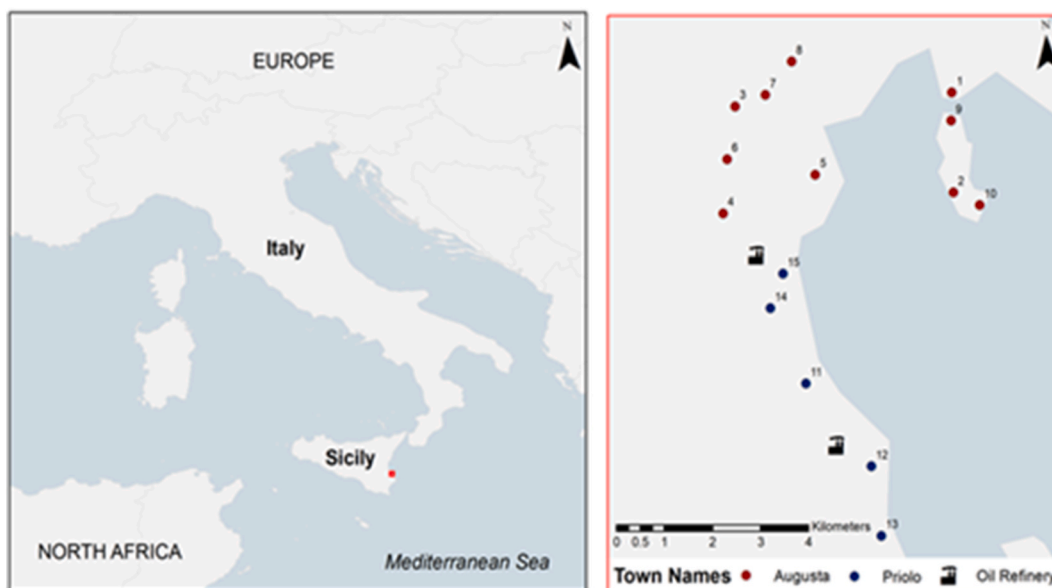 N
EUROPE
Italy
Sicily
NORTH AFRICA
Mediterranean Sea
N
8
7
1
3
9
6
5
2
10
4
15
14
11
12
13
Kilometers
0 0.5 1 2 3 4
Town Names Augusta Priolo Oil Refinery